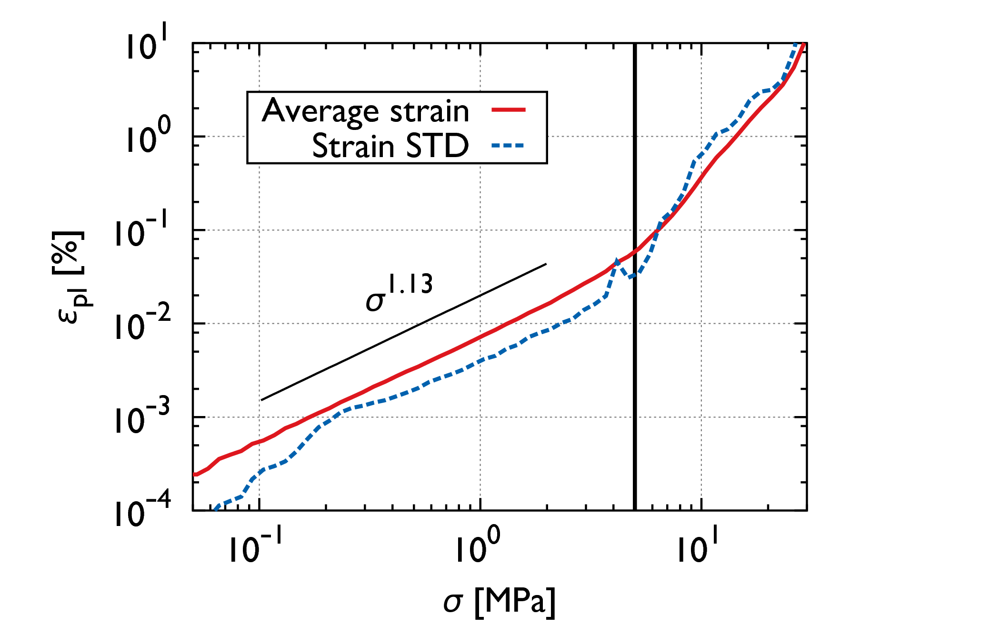 10^1
10^0
10^-1
10^-2
10^-3
10^-4
ε_pl [%]
Average strain
Strain STD
σ^1.13
10^-1 10^0 10^1
σ [MPa]